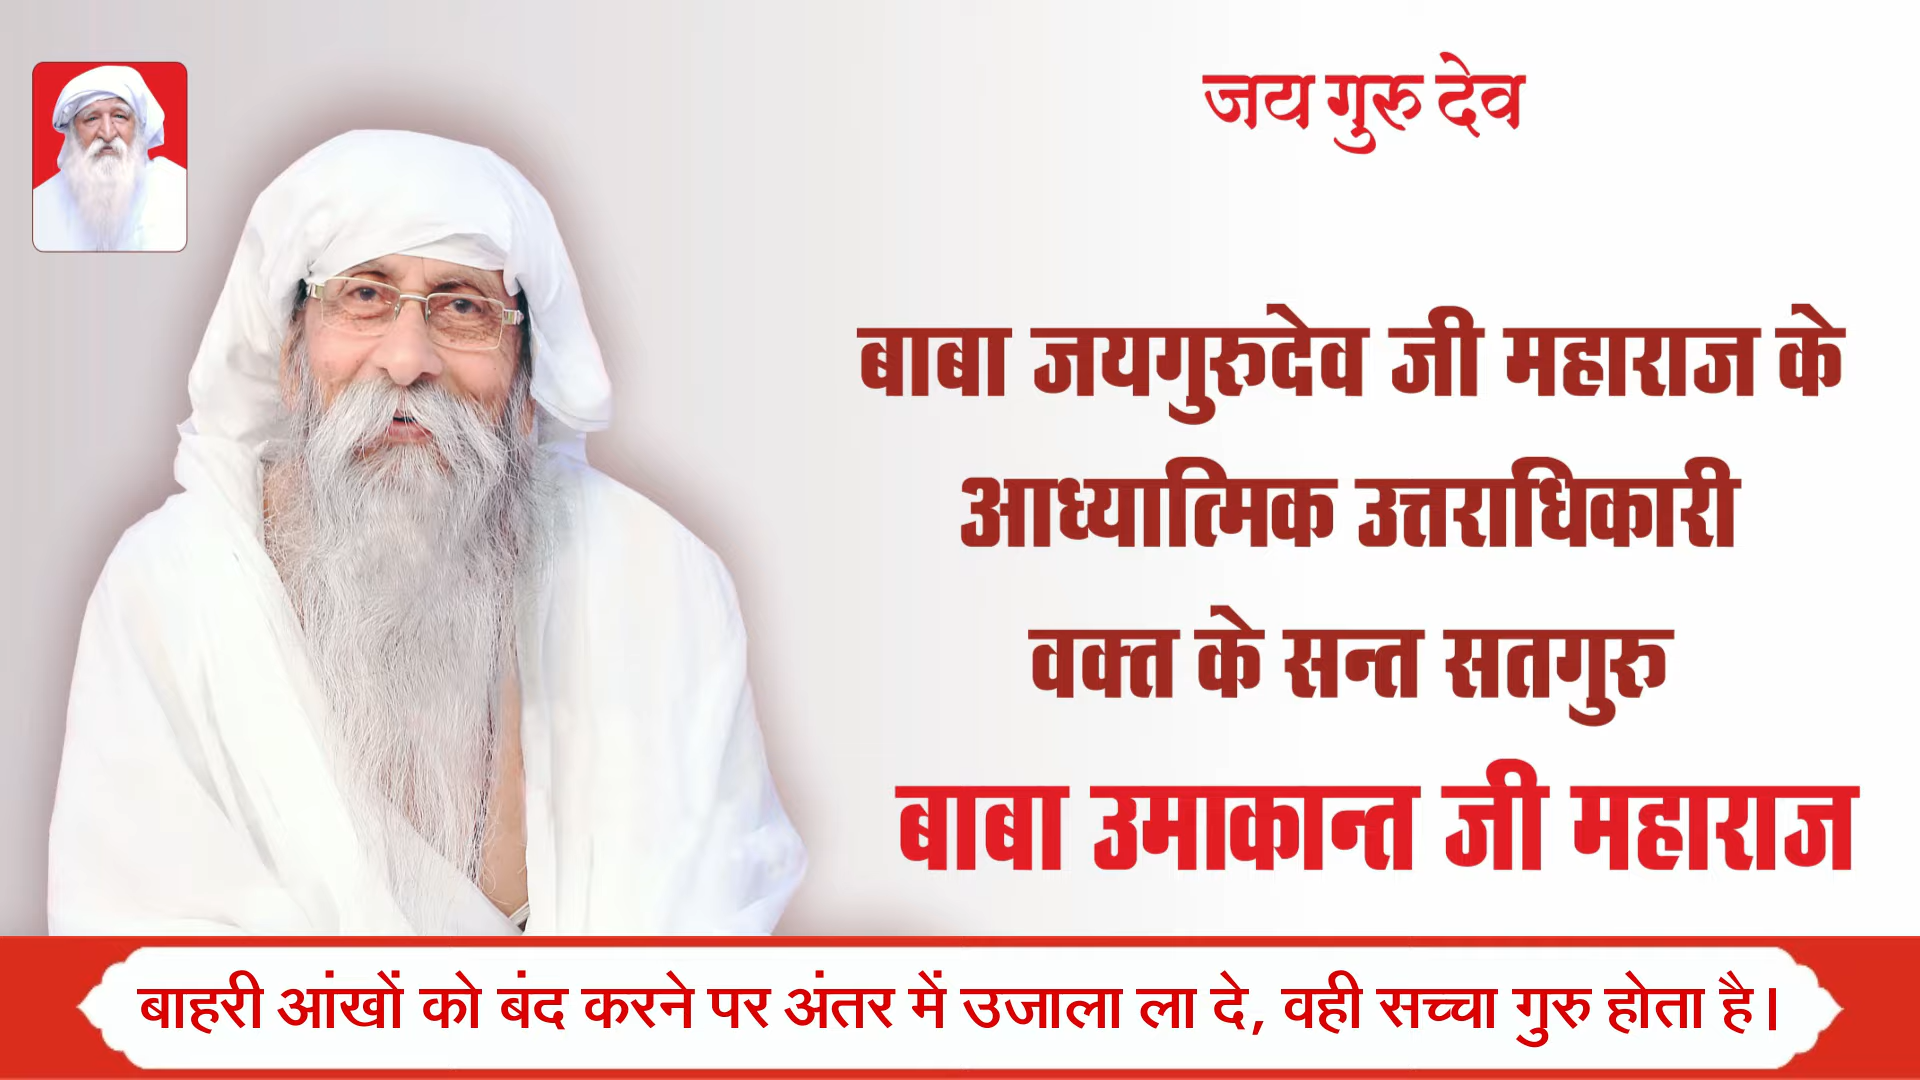 जय गुरु देव
बाबा जयगुरुदेव जी महाराज के
आध्यात्मिक उत्तराधिकारी
वक्त के सन्त सतगुरु
बाबा उमाकान्त जी महाराज
बाहरी आंखों को बंद करने पर अंतर में उजाला ला दे, वही सच्चा गुरु होता है।